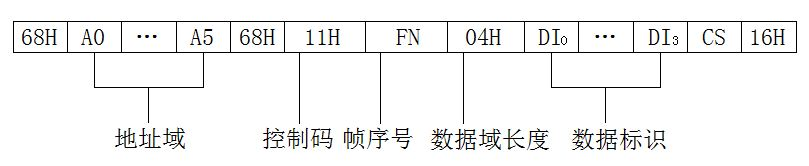 68H A0 … A5 68H 11H FN 04H DI₀ … DI₃ CS 16H
地址域 控制码 帧序号 数据域长度 数据标识